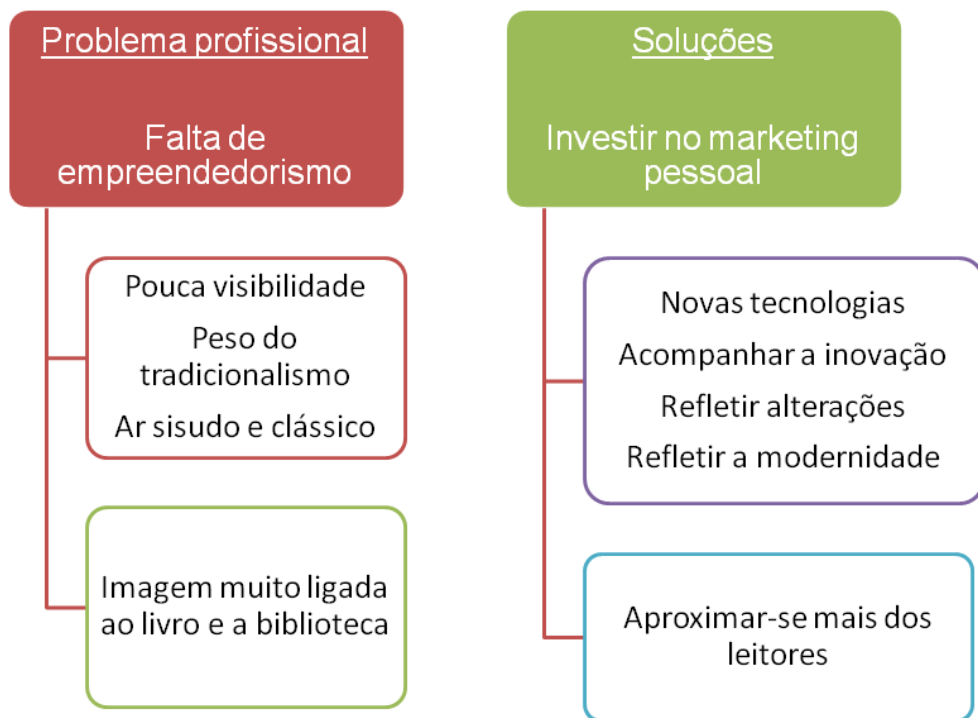 Problema profissional
Falta de
empreendedorismo
Pouca visibilidade
Peso do
tradicionalismo
Ar sisudo e clássico
Imagem muito ligada
ao livro e a biblioteca
Soluções
Investir no marketing
pessoal
Novas tecnologias
Acompanhar a inovação
Refletir alterações
Refletir a modernidade
Aproximar-se mais dos
leitores